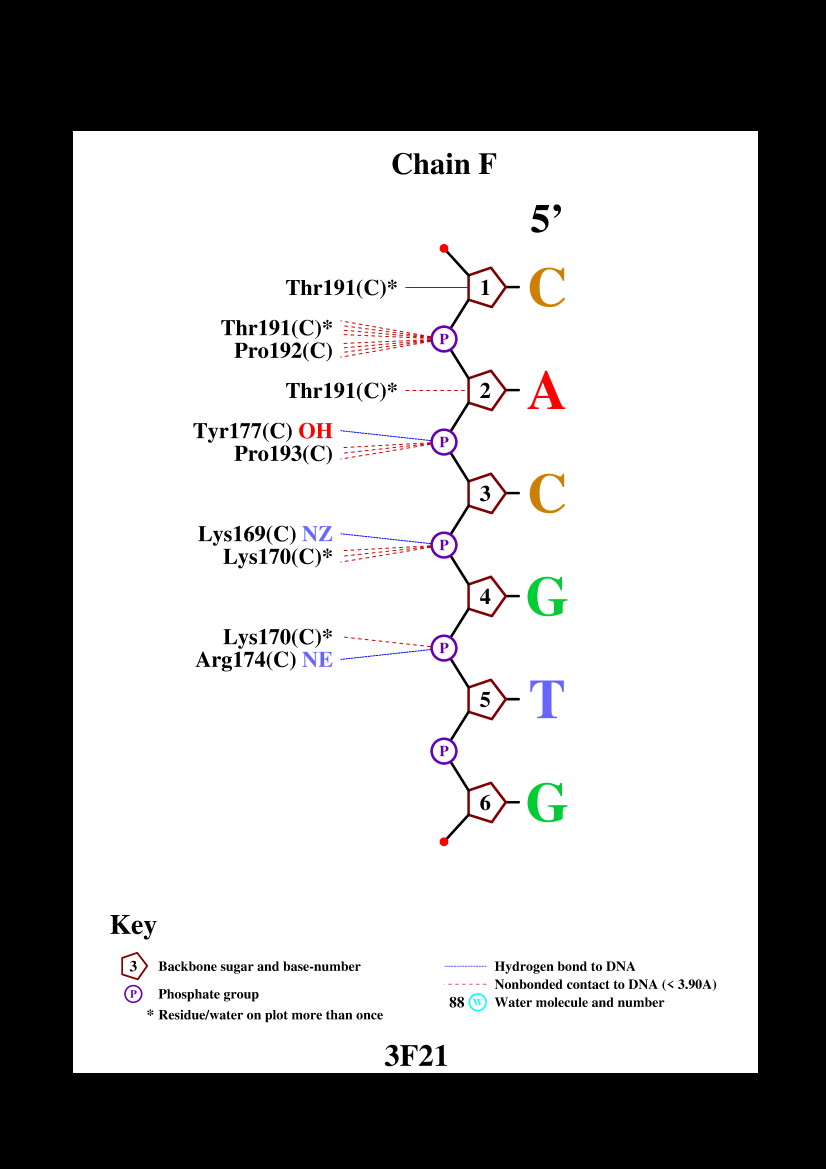 Chain F
5’
Thr191(C)* 1 C
Thr191(C)*
P
Pro192(C)
Thr191(C)* 2 A
Tyr177(C) OH
P
Pro193(C)
3 C
Lys169(C) NZ
P
Lys170(C)*
4 G
Lys170(C)*
P
Arg174(C) NE
5 T
P
6 G
Key
3 Backbone sugar and base-number
P Phosphate group
* Residue/water on plot more than once
Hydrogen bond to DNA
Nonbonded contact to DNA (< 3.90A)
88 W Water molecule and number
3F21